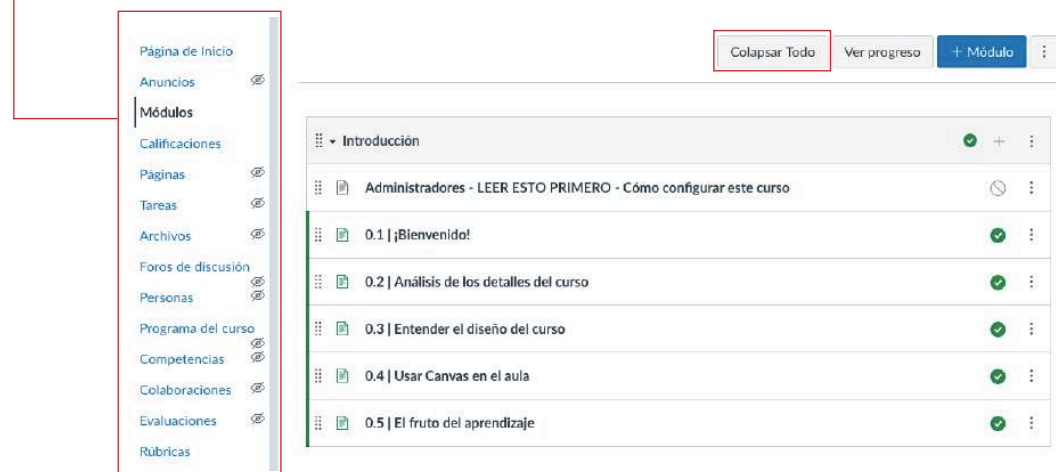 Página de Inicio
Anuncios
Módulos
Calificaciones
Páginas
Tareas
Archivos
Foros de discusión
Personas
Programa del curso
Competencias
Colaboraciones
Evaluaciones
Rúbricas
Colapsar Todo
Ver progreso
+ Módulo
Introducción
Administradores - LEER ESTO PRIMERO - Cómo configurar este curso
0.1 | ¡Bienvenido!
0.2 | Análisis de los detalles del curso
0.3 | Entender el diseño del curso
0.4 | Usar Canvas en el aula
0.5 | El fruto del aprendizaje